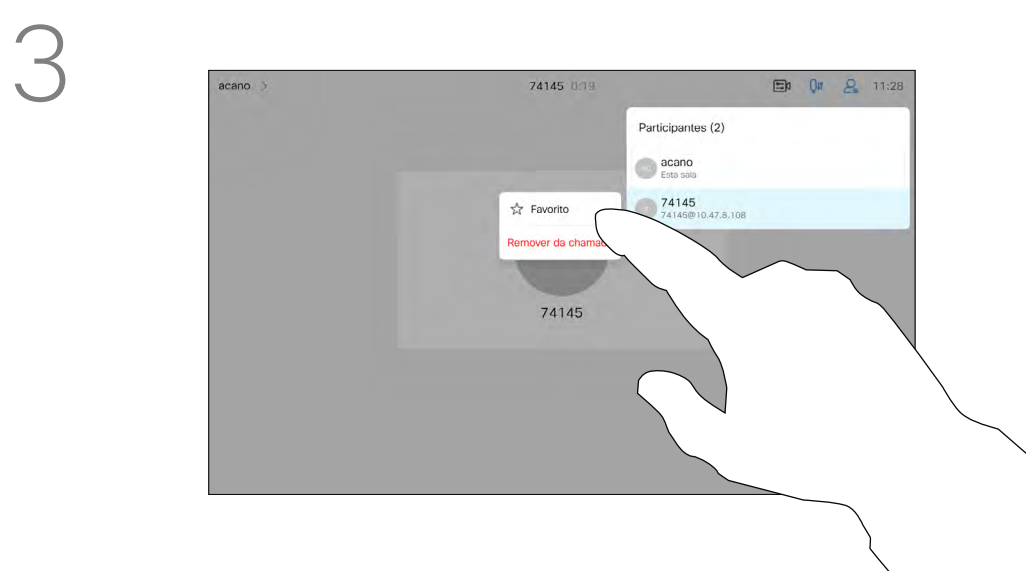 3
acano >
74145 0:19
11:28
Participantes (2)
acano
Esta sala
74145
74145@10.47.8.108
Favorito
Remover da
74145